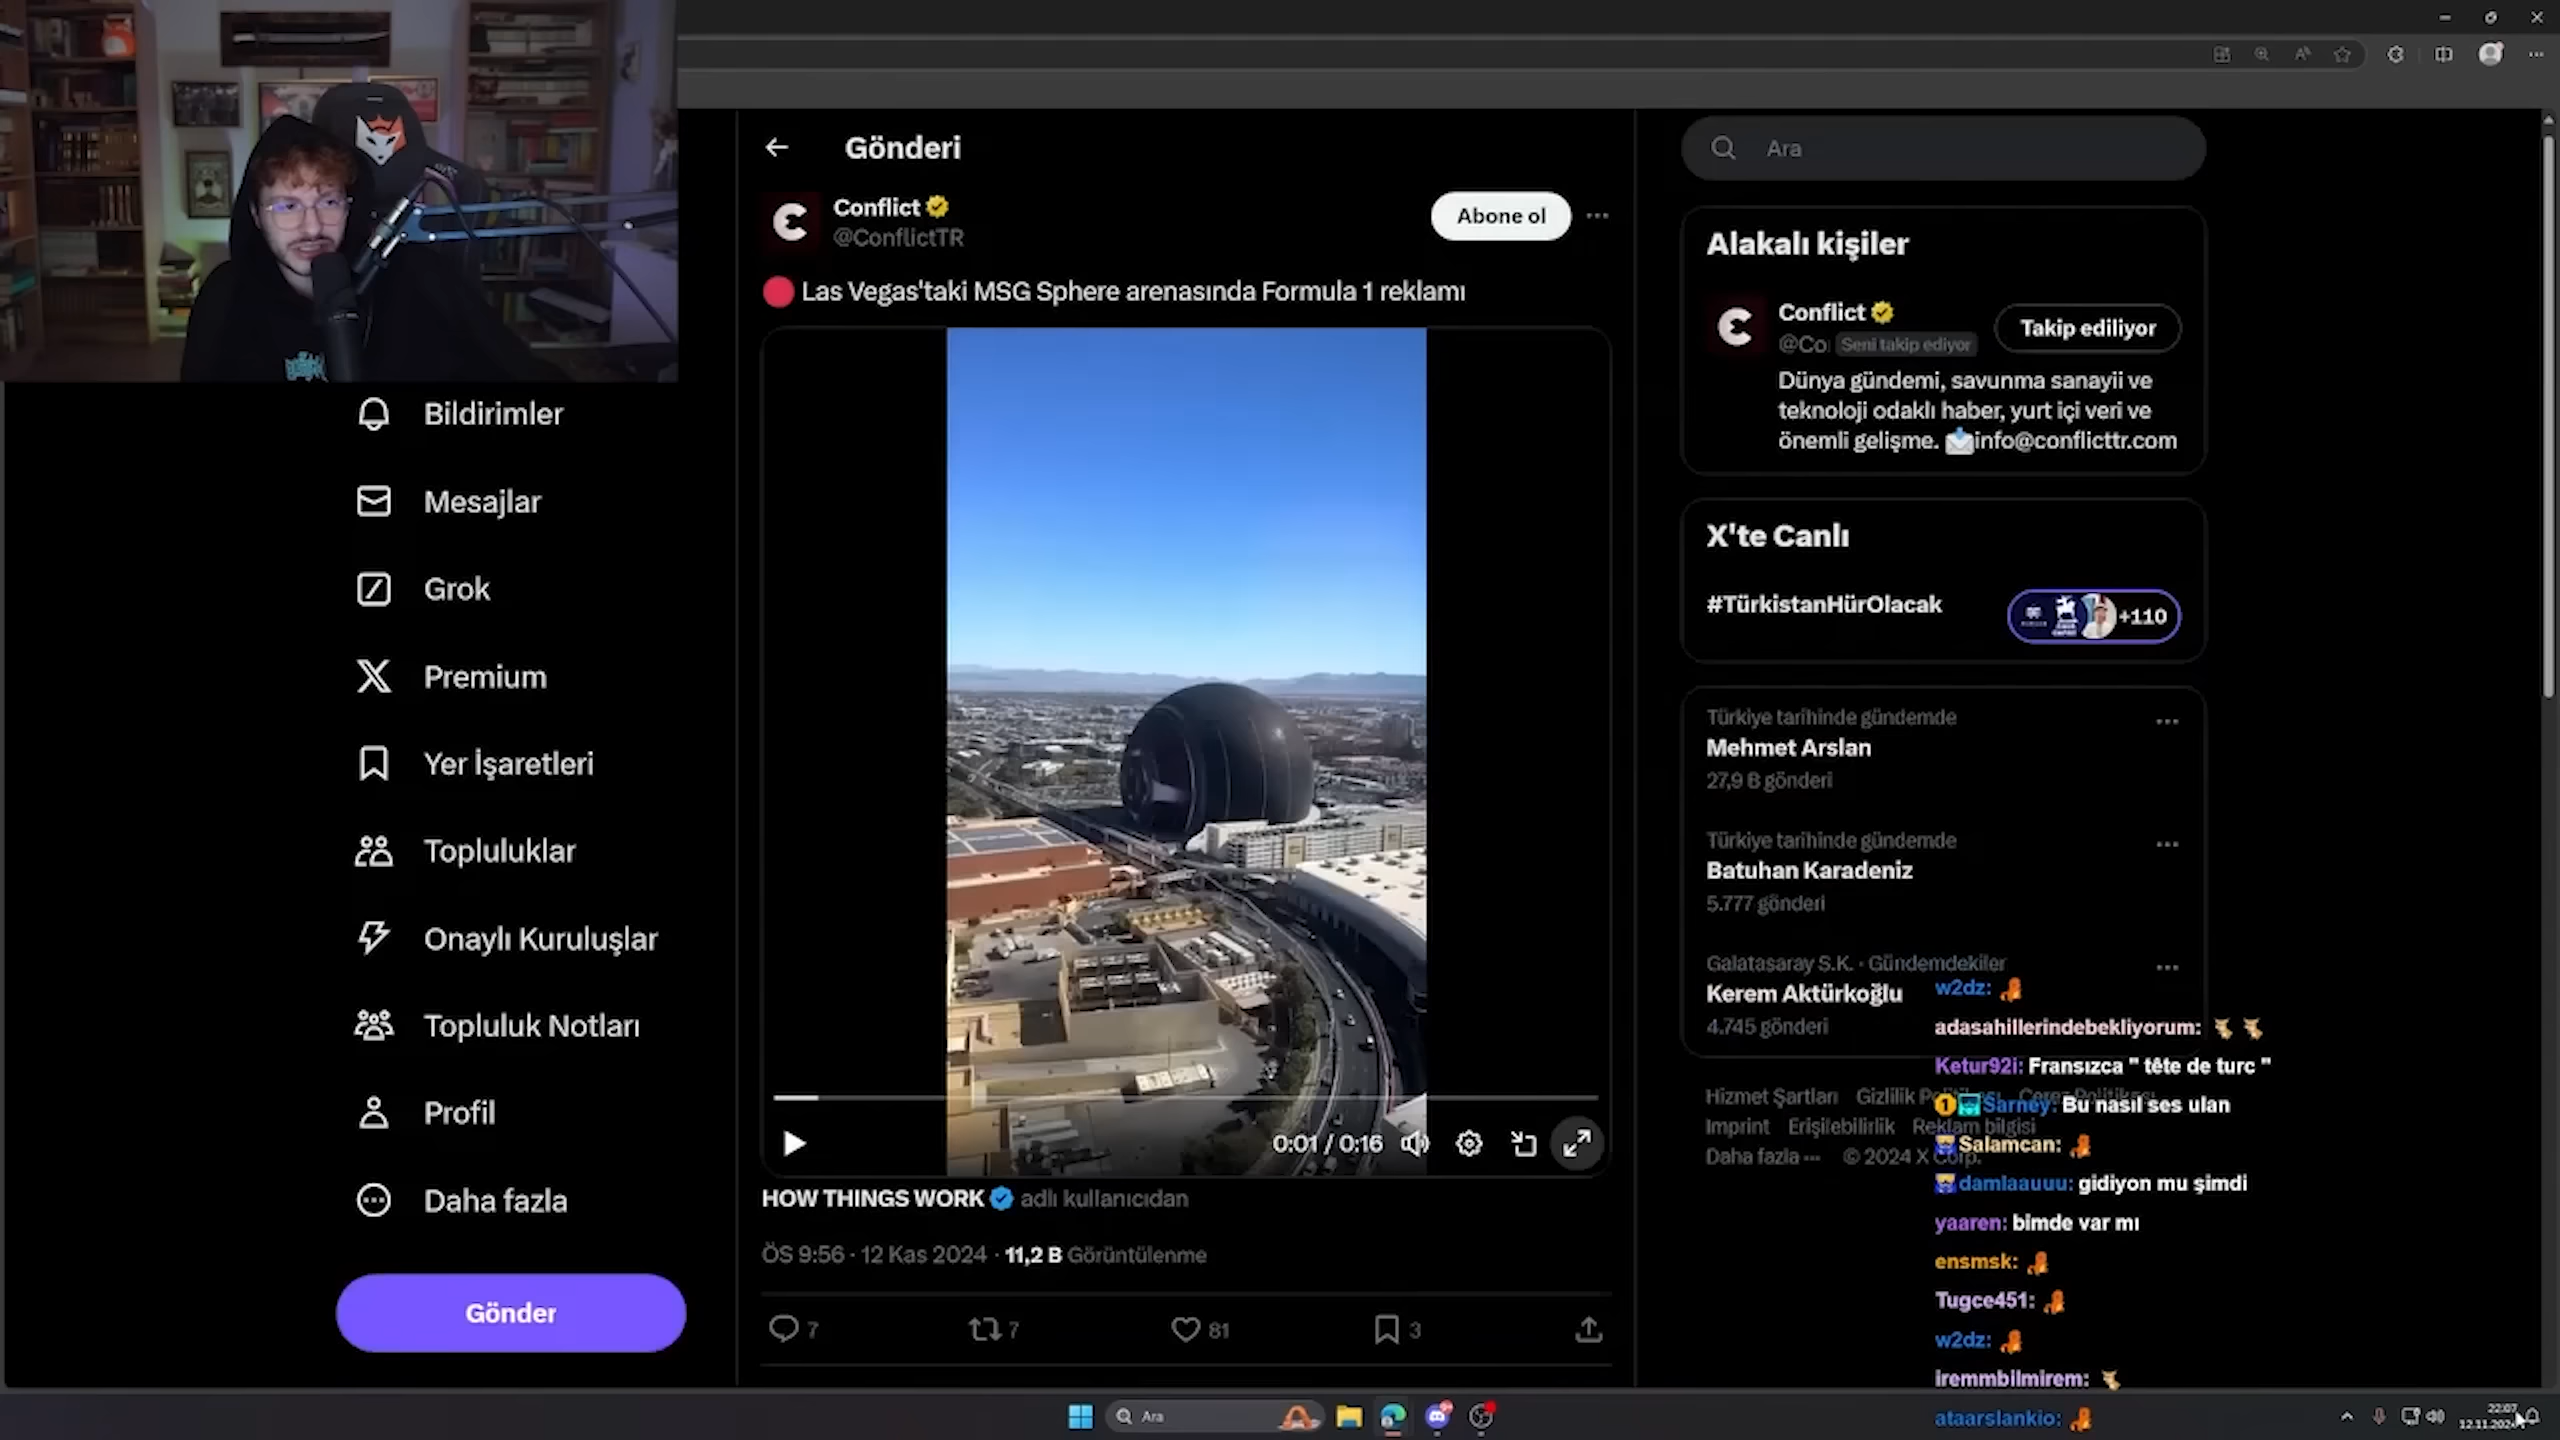 Gönderi
Conflict
@ConflictTR
Abone ol
Las Vegas'taki MSG Sphere arenasında Formula 1 reklamı
0:01 / 0:16
HOW THINGS WORK adlı kullanıcıdan
ÖS 9:56 · 12 Kas 2024 · 11,2 B Görüntülenme
7
7
81
3
Bildirimler
Mesajlar
Grok
Premium
Yer İşaretleri
Topluluklar
Onaylı Kuruluşlar
Topluluk Notları
Profil
Daha fazla
Gönder
Ara
Alakalı kişiler
Conflict
@Co
Seni takip ediyor
Takip ediliyor
Dünya gündemi, savunma sanayii ve
teknoloji odaklı haber, yurt içi veri ve
önemli gelişme. info@conflicttr.com
X'te Canlı
#TürkistanHürOlacak
+110
Türkiye tarihinde gündemde
Mehmet Arslan
27,9 B gönderi
Türkiye tarihinde gündemde
Batuhan Karadeniz
5.777 gönderi
Galatasaray S.K. · Gündemdekiler
Kerem Aktürkoğlu
4.745 gönderi
Hizmet Şartları
Imprint Erişilebilirlik Reklam bilgisi
Daha fazla ··· © 2024 X Corp.
w2dz:
adasahillerindebekliyorum:
Ketur92i: Fransızca " tête de turc "
Sarney: Bu nasıl ses ulan
Salamcan:
damlaauuu: gidiyon mu şimdi
yaaren: bimde var mı
ensmsk:
Tugce451:
w2dz:
iremmbilmirem:
ataarslankio:
Ara
22:07